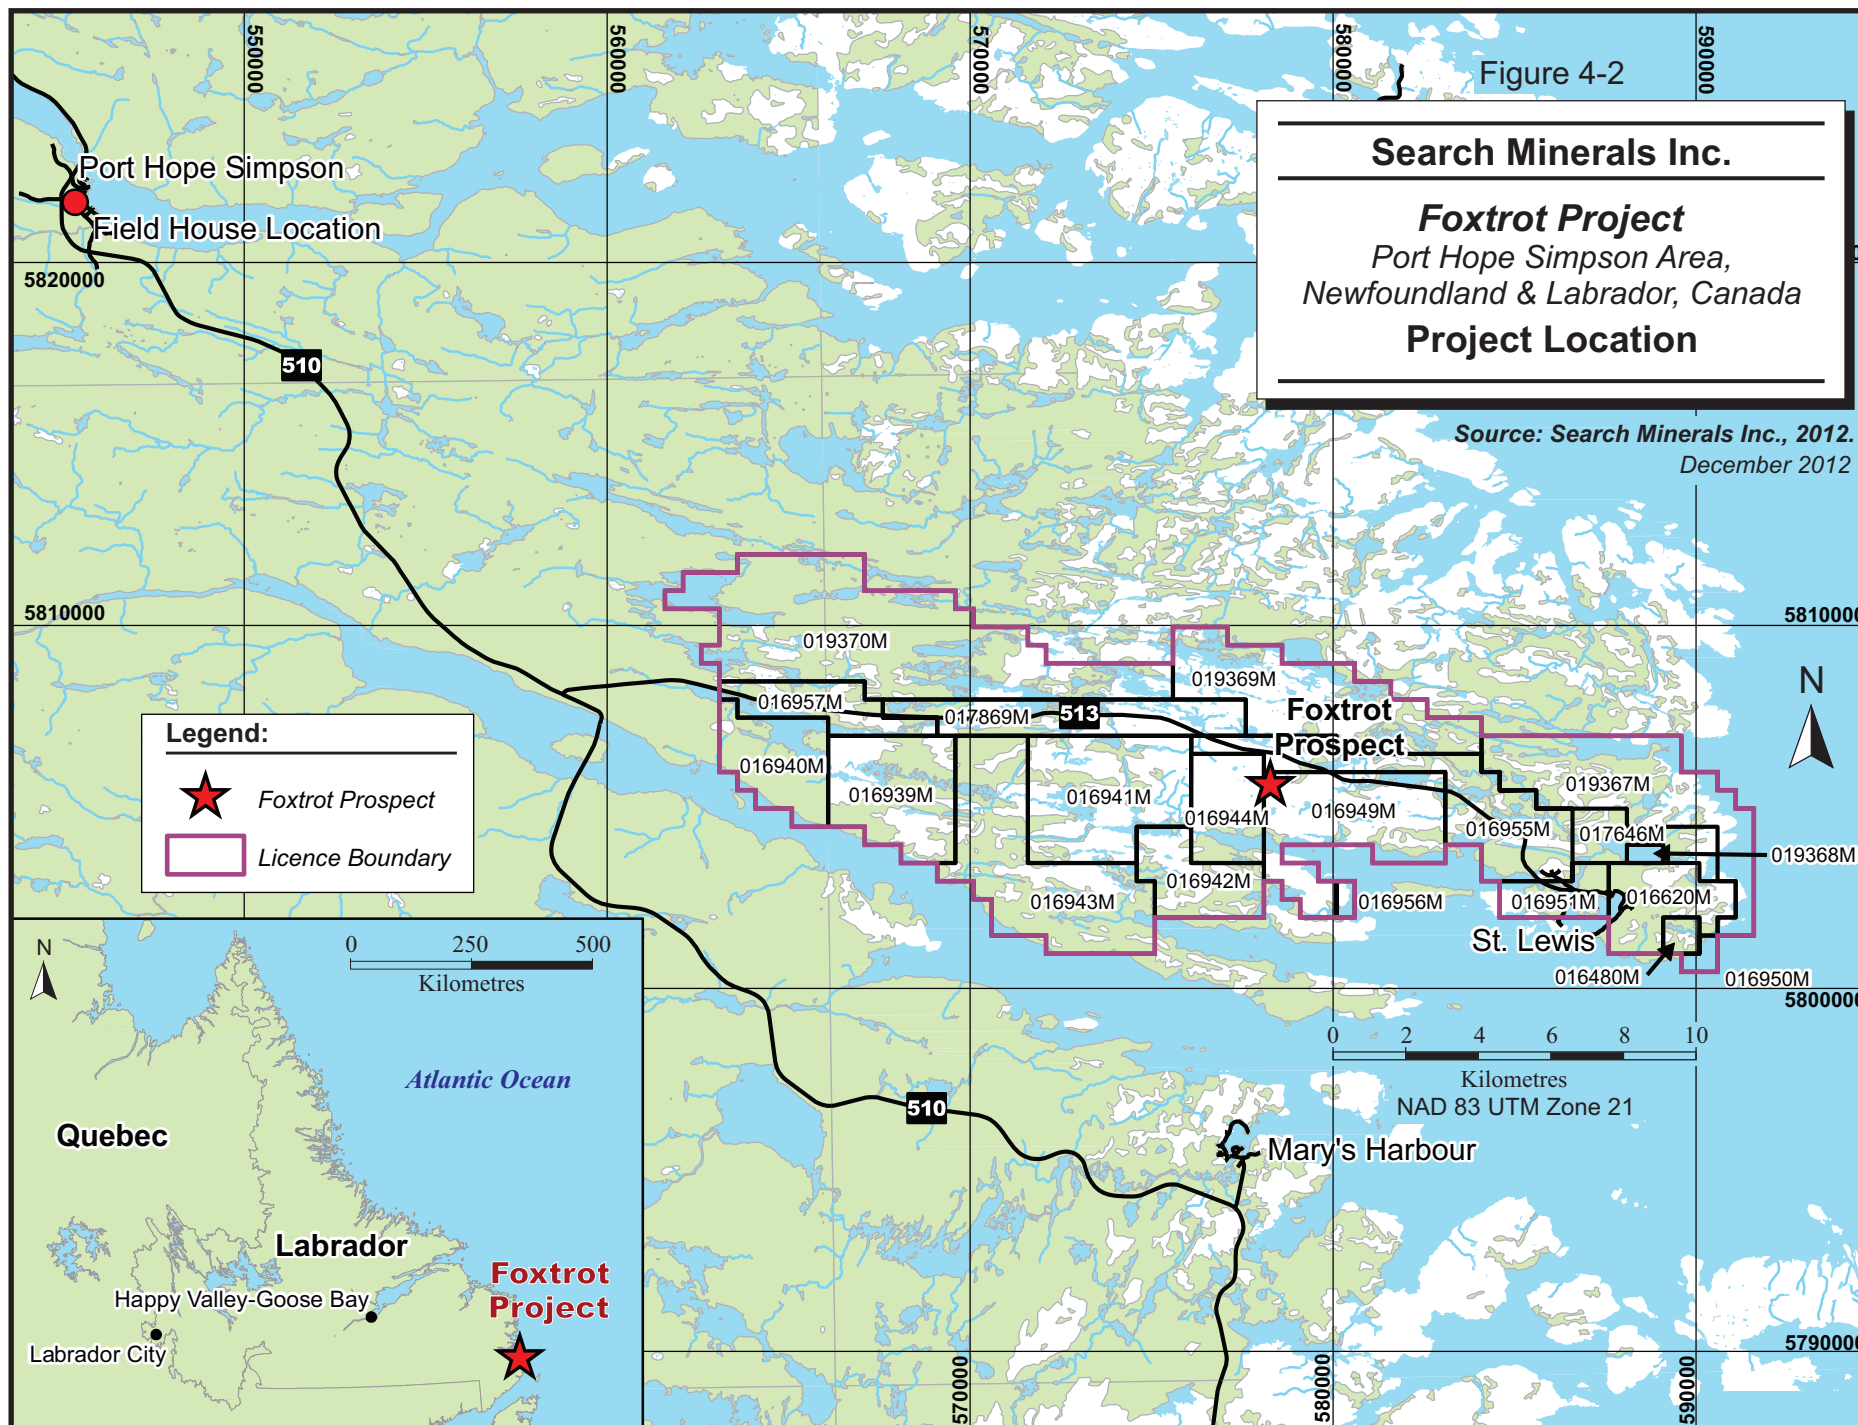 550000
560000
570000
580000
590000
Figure 4-2
Search Minerals Inc.
Foxtrot Project
Port Hope Simpson Area,
Newfoundland & Labrador, Canada
Project Location
Source: Search Minerals Inc., 2012.
December 2012
Port Hope Simpson
Field House Location
5820000
510
5810000
5810000
019370M
019369M
016957M
017869M
513
Foxtrot
Prospect
N
016940M
016939M
016941M
016944M
016949M
016955M
019367M
017646M
019368M
016942M
016943M
016956M
016951M
016620M
St. Lewis
016480M
016950M
5800000
Legend:
Foxtrot Prospect
Licence Boundary
0 2 4 6 8 10
Kilometres
NAD 83 UTM Zone 21
510
Mary's Harbour
N
0 250 500
Kilometres
Atlantic Ocean
Quebec
Labrador
Happy Valley-Goose Bay
Labrador City
Foxtrot
Project
5790000
570000
580000
590000